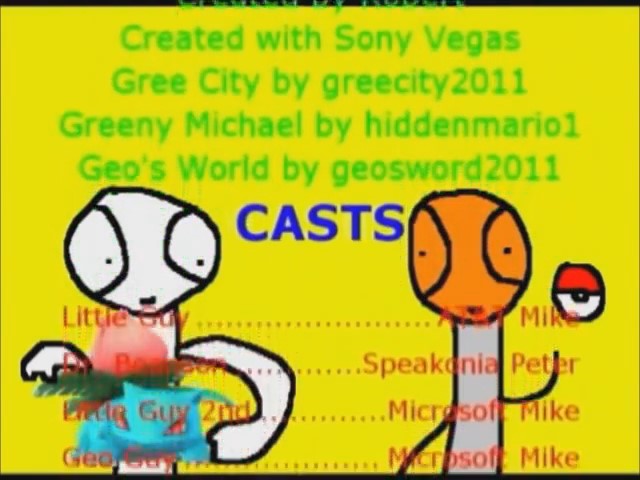 Created by Robert
Created with Sony Vegas
Gree City by greecity2011
Greeny Michael by hiddenmario1
Geo's World by geosword2011
CASTS
Little Guy ........................ AT&T Mike
Dr. ............Speakonia Peter
Little Guy 2nd.............Microsoft Mike
Geo Guy..................... Microsoft Mike